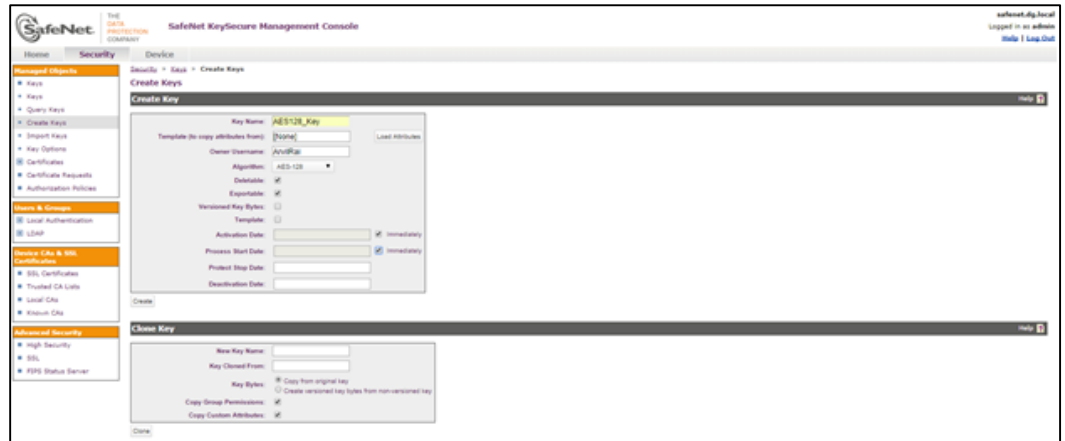 SafeNet.
THE
DATA
PROTECTION
COMPANY
SafeNet KeySecure Management Console
safenet.dg.local
Logged in as admin
Help | Log Out
Home
Security
Device
Managed Objects
Keys
Keys
Query Keys
Create Keys
Import Keys
Key Options
Certificates
Certificate Requests
Authorization Policies
Users & Groups
Local Authentication
LDAP
Device CAs & SSL
Certificates
SSL Certificates
Trusted CA Lists
Local CAs
Known CAs
Advanced Security
High Security
SSL
FIPS Status Server
Security » Keys » Create Keys
Create Keys
Create Key
Help ?
Key Name: AES128_Key
Template (to copy attributes from): [None] Load Attributes
Owner Username:
Algorithm: AES-128
Deletable:
Exportable:
Versioned Key Bytes:
Template:
Activation Date: Immediately
Process Start Date: Immediately
Protect Stop Date:
Deactivation Date:
Create
Clone Key
Help ?
New Key Name:
Key Cloned From:
Key Bytes: Copy from original key
Create versioned key bytes from non-versioned key
Copy Group Permissions:
Copy Custom Attributes:
Clone